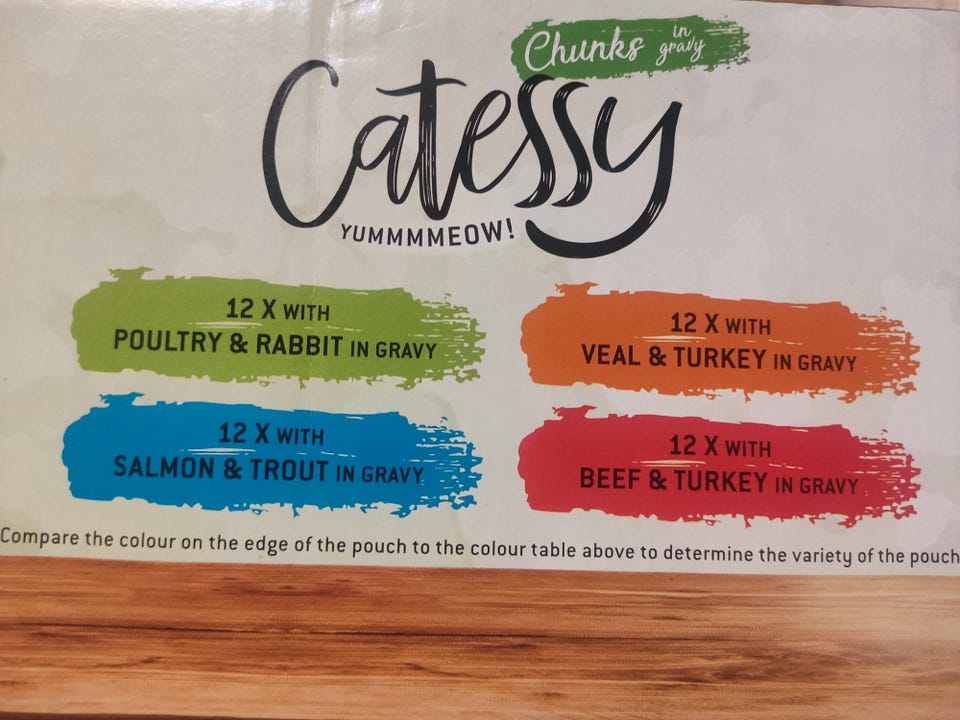 Chunks in gravy
Catessy
YUMMMMEOW!
12 X WITH
POULTRY & RABBIT IN GRAVY
12 X WITH
VEAL & TURKEY IN GRAVY
12 X WITH
SALMON & TROUT IN GRAVY
12 X WITH
BEEF & TURKEY IN GRAVY
Compare the colour on the edge of the pouch to the colour table above to determine the variety of the pouch